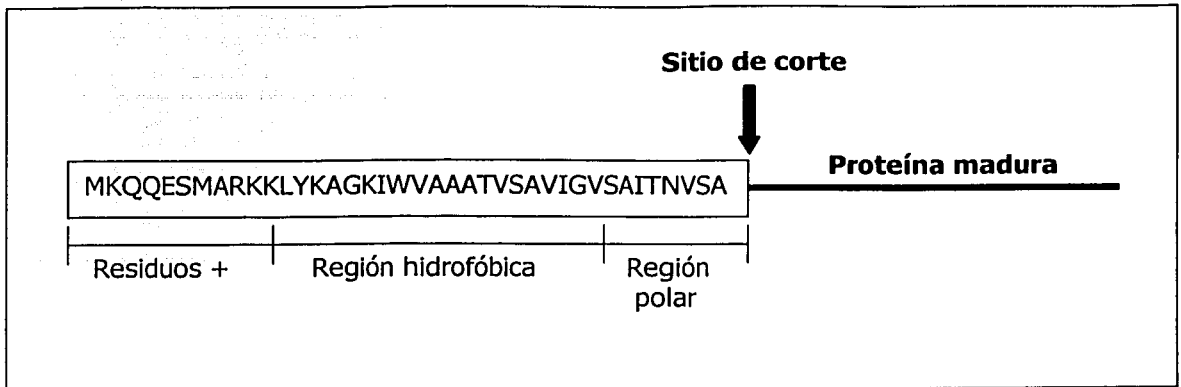 Sitio de corte
MKQQESMARKKLYKAGKIWVAAATVSAVIGVSAITNVSA
Proteína madura
Residuos +
Región hidrofóbica
Región
polar